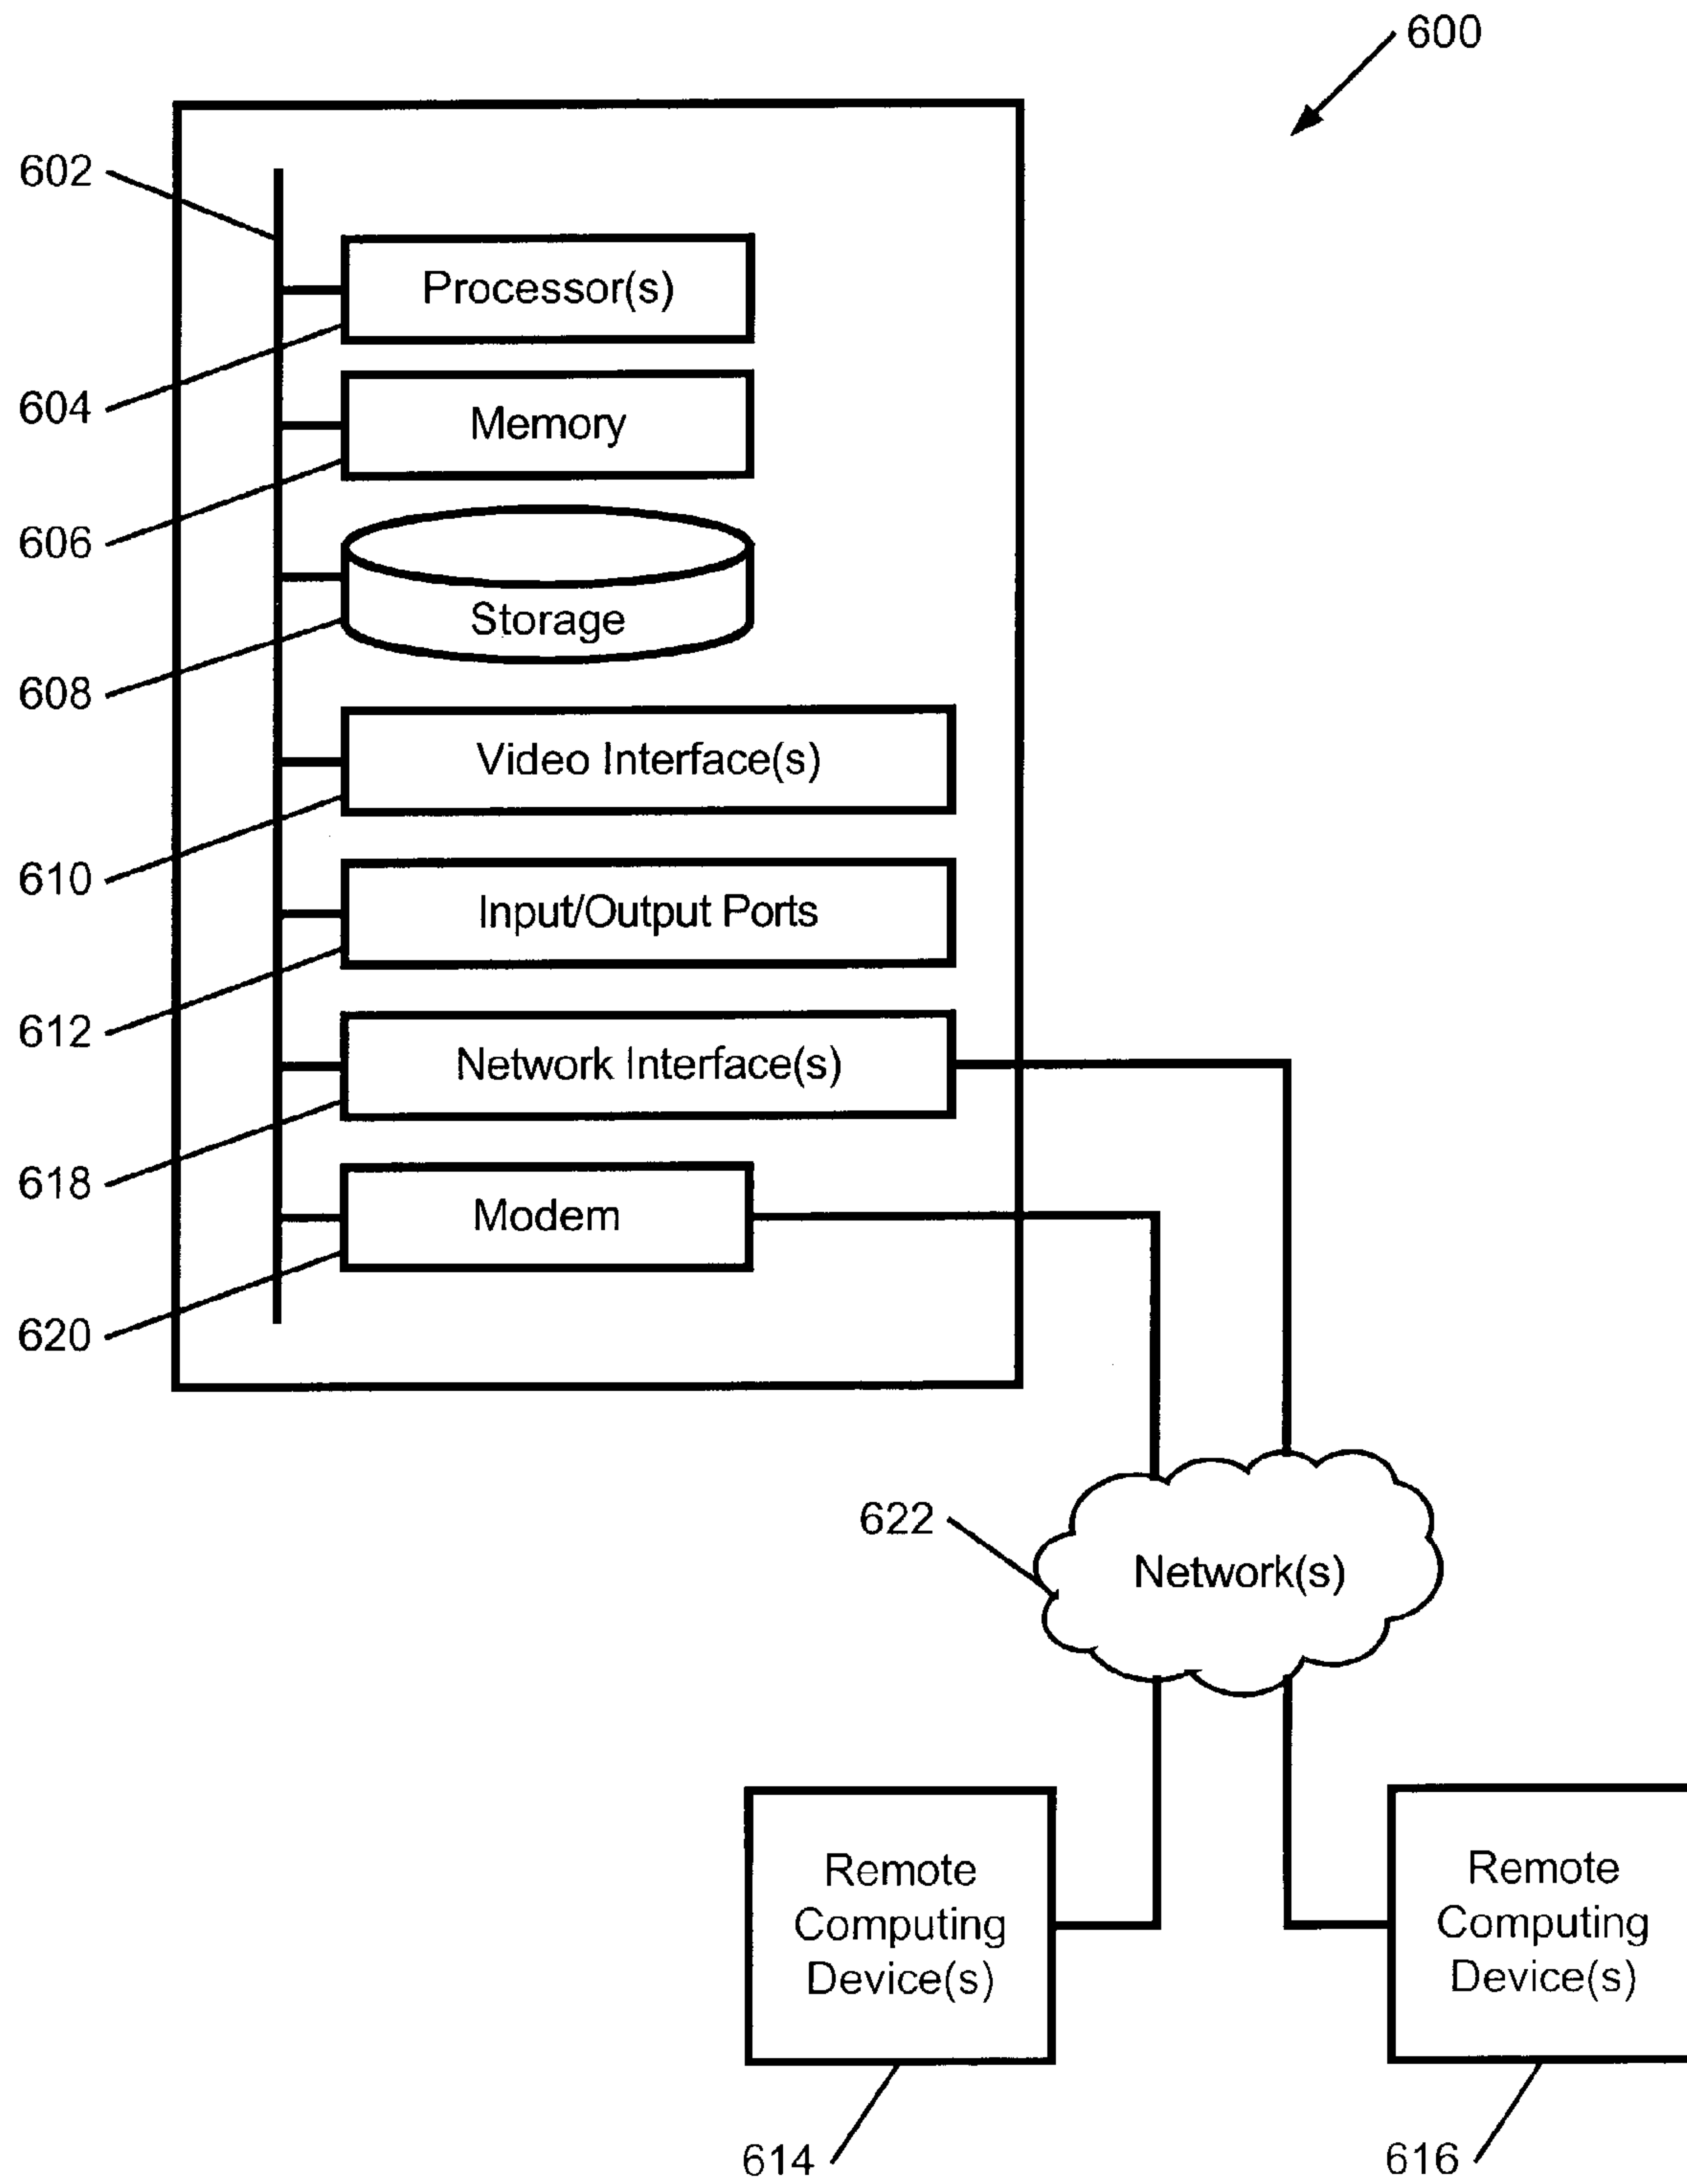 600
602
Processor(s)
604
Memory
606
Storage
608
Video Interface(s)
610
Input/Output Ports
612
Network Interface(s)
618
Modem
620
622
Network(s)
Remote
Computing
Device(s)
614
Remote
Computing
Device(s)
616